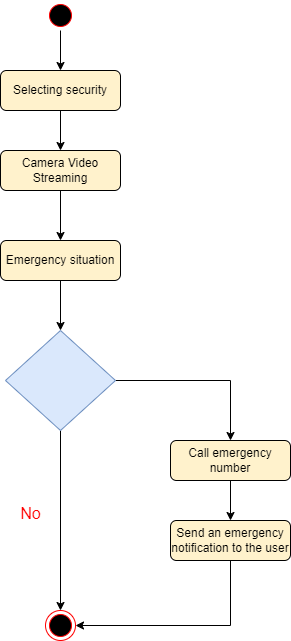 Selecting security
Camera Video
Streaming
Emergency situation
Call emergency
number
No
Send an emergency
notification to the user